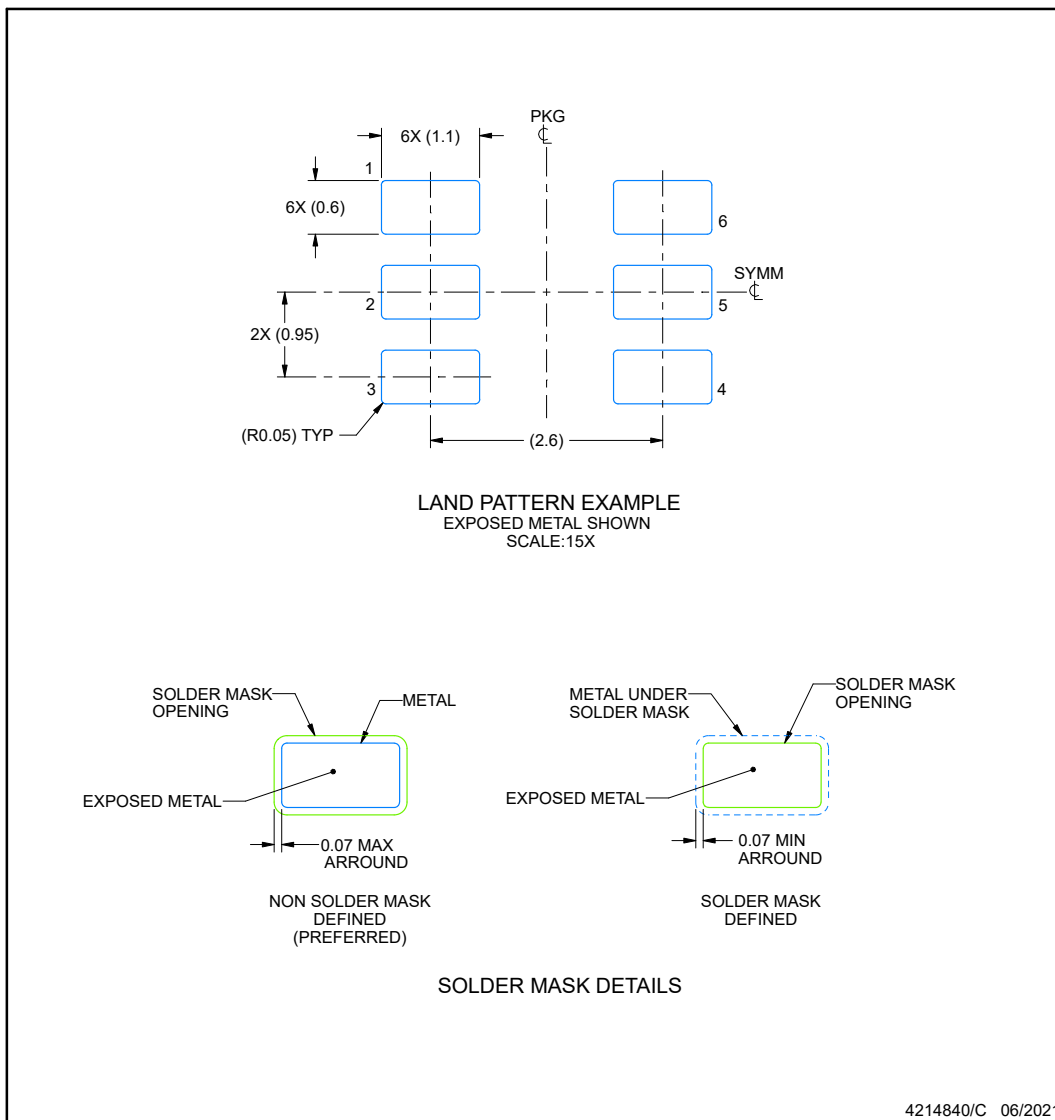 PKG
℄
6X (1.1)
1
6X (0.6)
6
SYMM
℄
2
5
2X (0.95)
3
4
(R0.05) TYP
(2.6)
LAND PATTERN EXAMPLE
EXPOSED METAL SHOWN
SCALE:15X
SOLDER MASK
OPENING
METAL
EXPOSED METAL
0.07 MAX
ARROUND
NON SOLDER MASK
DEFINED
(PREFERRED)
METAL UNDER
SOLDER MASK
SOLDER MASK
OPENING
EXPOSED METAL
0.07 MIN
ARROUND
SOLDER MASK
DEFINED
SOLDER MASK DETAILS
4214840/C 06/2021